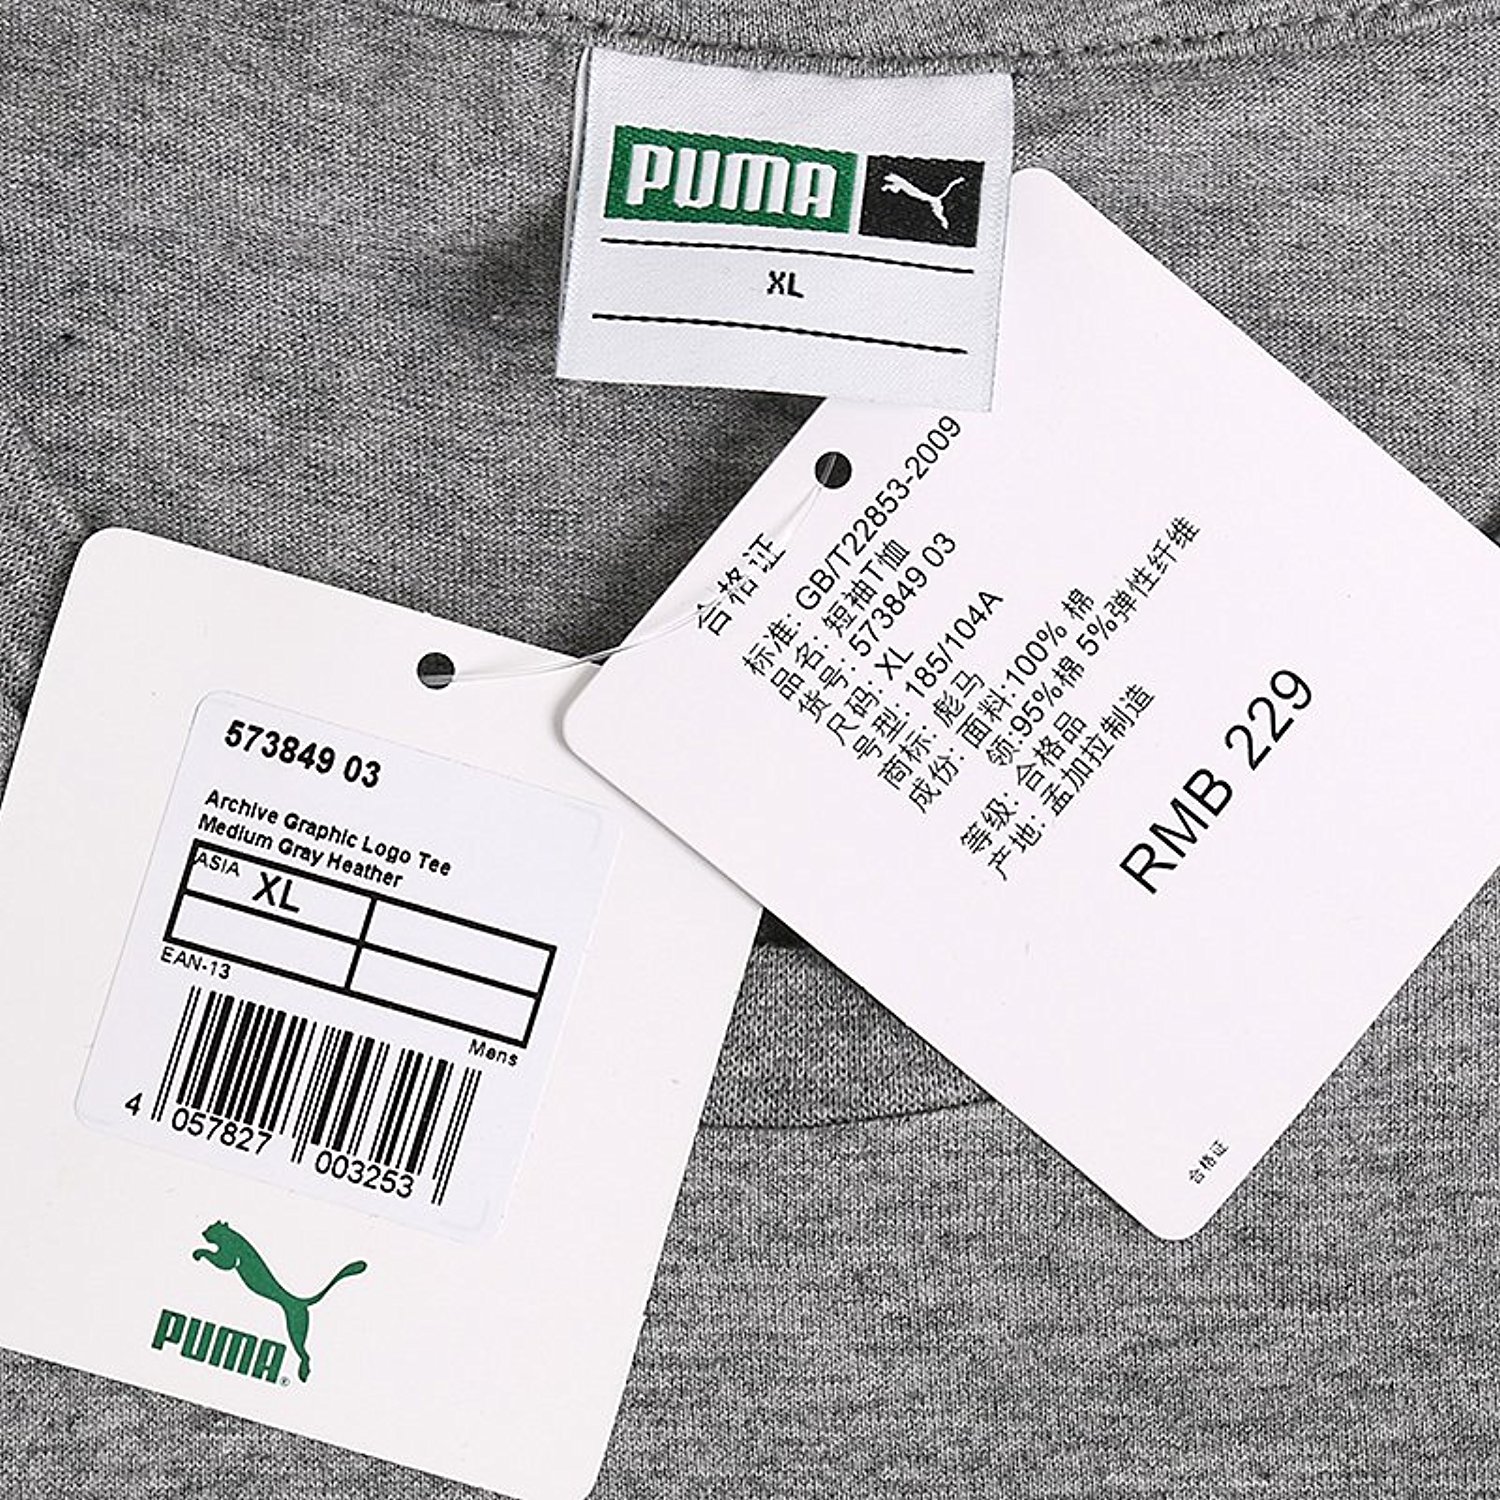 PUMA
XL
合格证
标准: GB/T22853-2009
品名: 短袖T恤
货号: 573849 03
尺码: XL
号型: 185/104A
商标: 彪马
成份: 面料:100% 棉
领:95%棉 5%弹性纤维
等级: 合格品
产地: 孟加拉制造
RMB 229
合格证
573849 03
Archive Graphic Logo Tee
Medium Gray Heather
ASIA XL
EAN-13
Mens
4 057827 003253
PUMA®